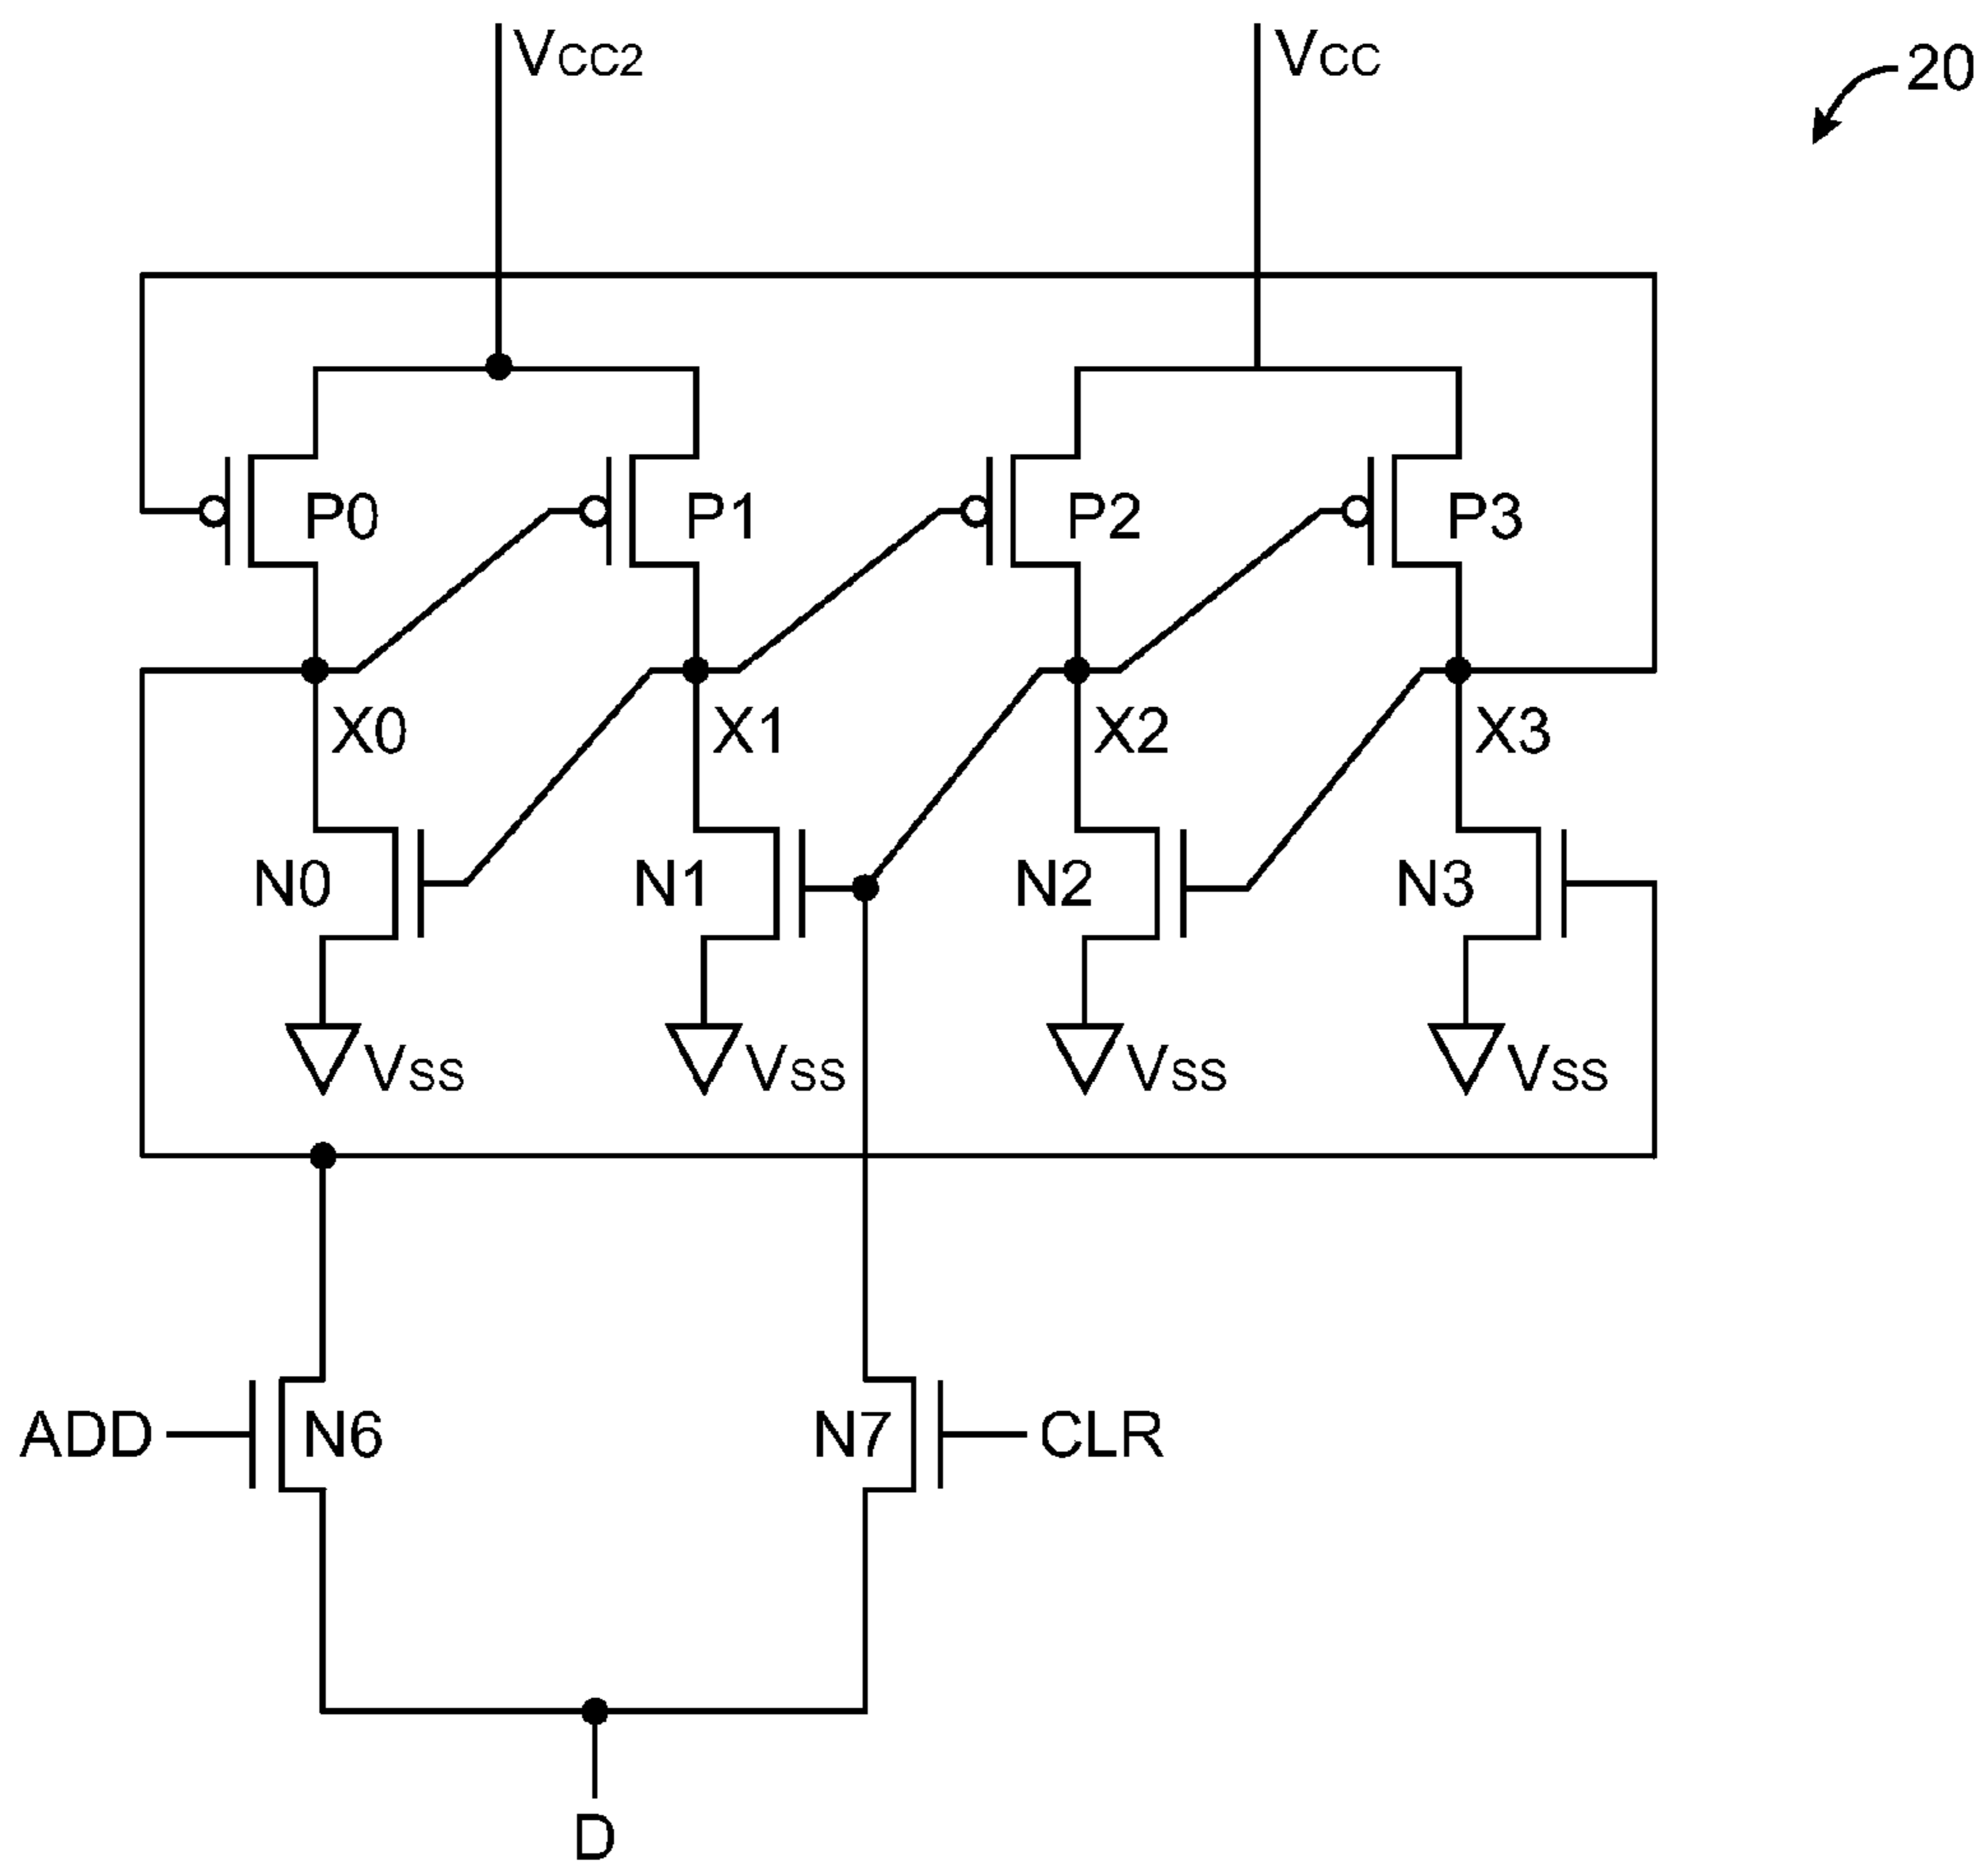 VCC2 VCC 20
P0 P1 P2 P3
X0 X1 X2 X3
N0 N1 N2 N3
VSS VSS VSS VSS
ADD N6 N7 CLR
D